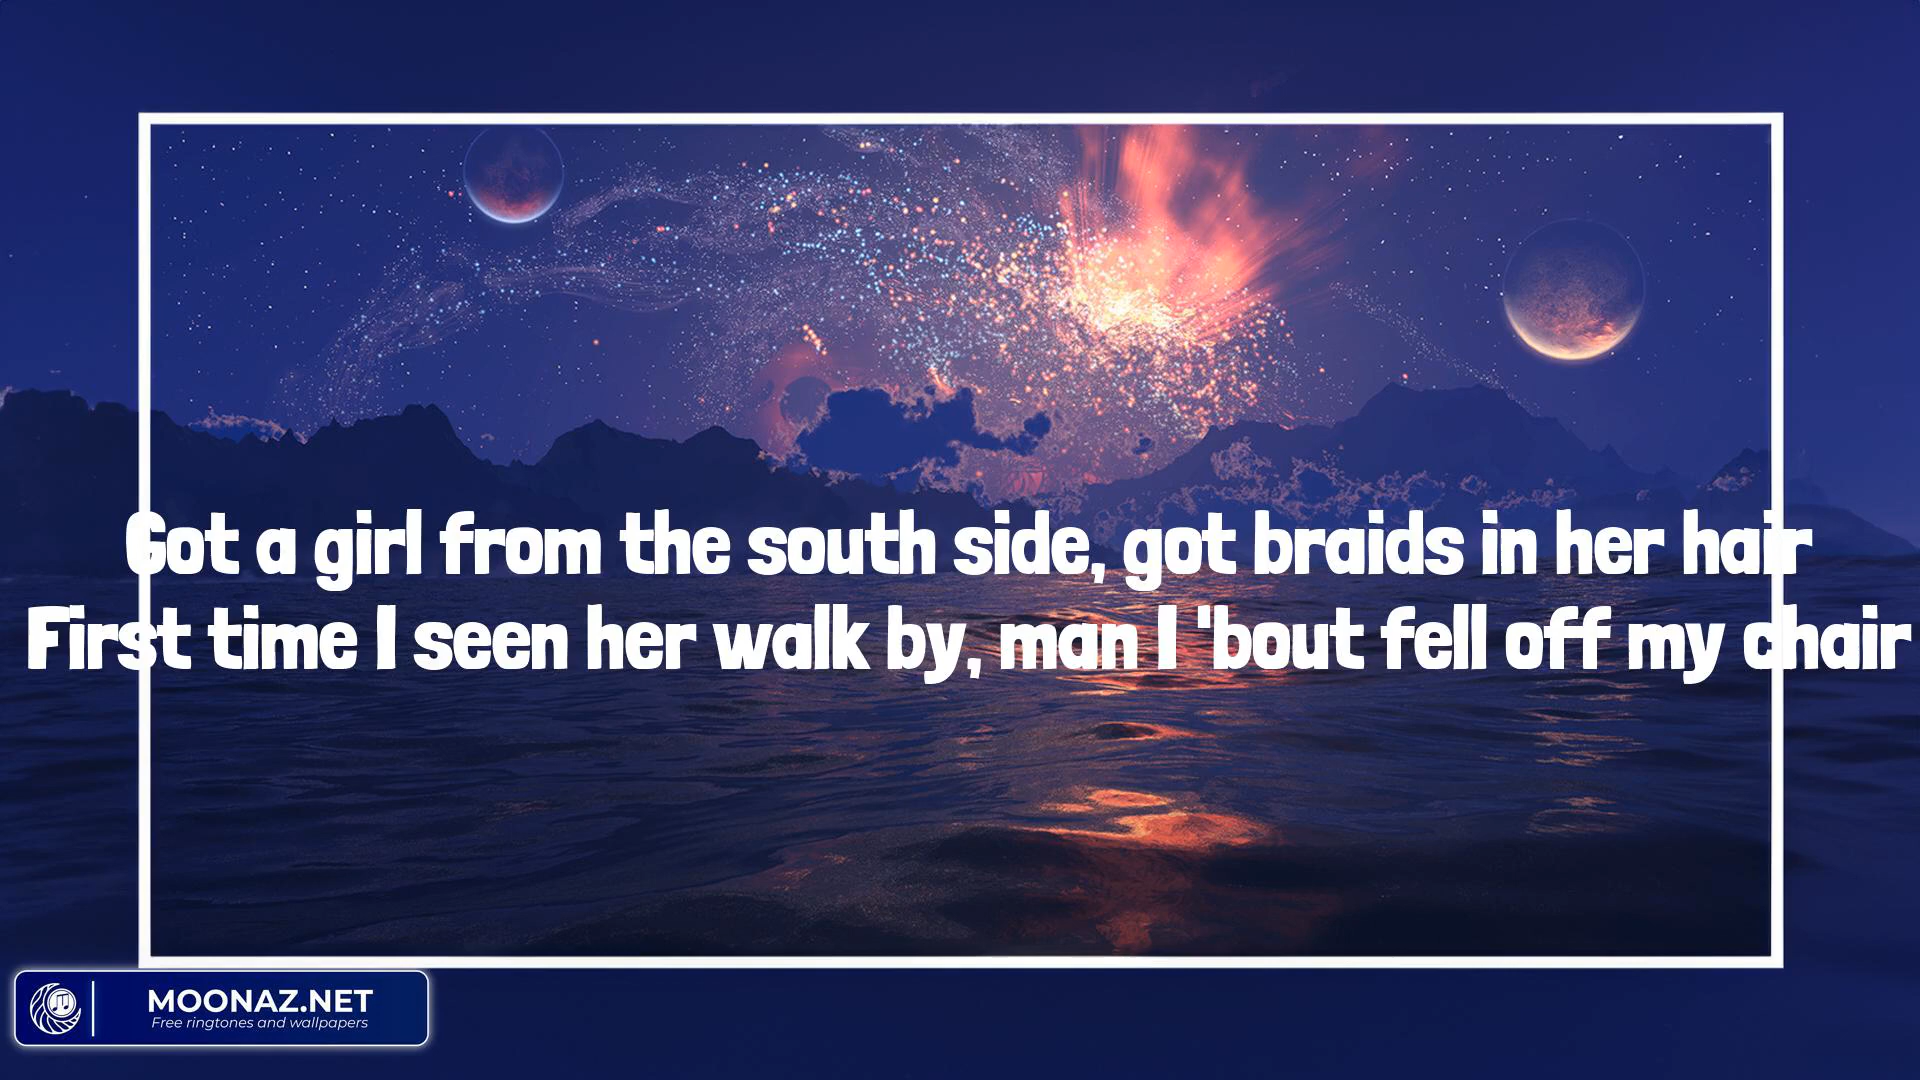 Got a girl from the south side, got braids in her hair
First time I seen her walk by, man I 'bout fell off my chair
MOONAZ.NET
Free ringtones and wallpapers